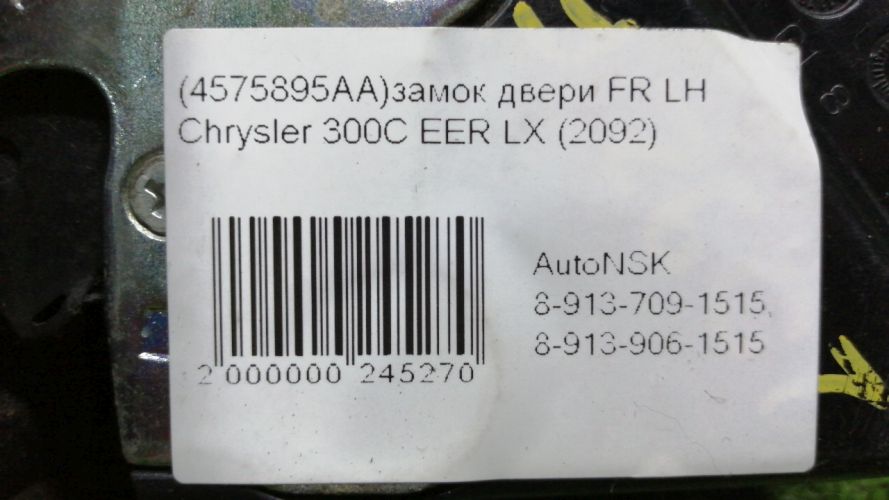 (4575895AA)замок двери FR LH
Chrysler 300C EER LX (2092)
AutoNSK
8-913-709-1515,
8-913-906-1515
2 000000 245270